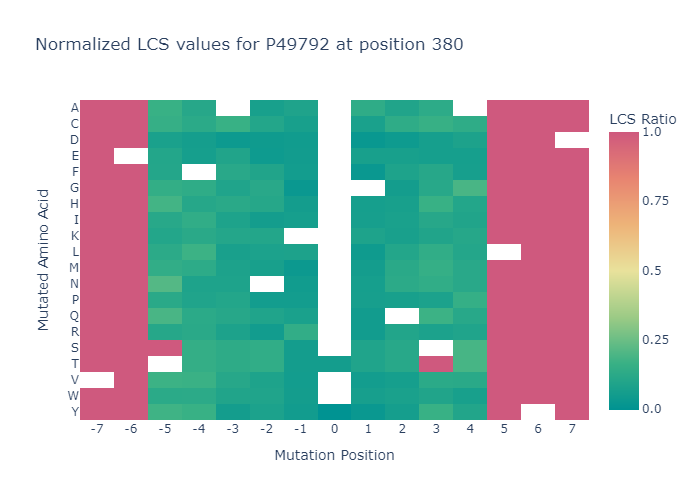 Normalized LCS values for P49792 at position 380
LCS Ratio
1.0
0.75
0.5
0.25
0.0
Mutated Amino Acid
A
C
D
E
F
G
H
I
K
L
M
N
P
Q
R
S
T
V
W
Y
-7 -6 -5 -4 -3 -2 -1 0 1 2 3 4 5 6 7
Mutation Position